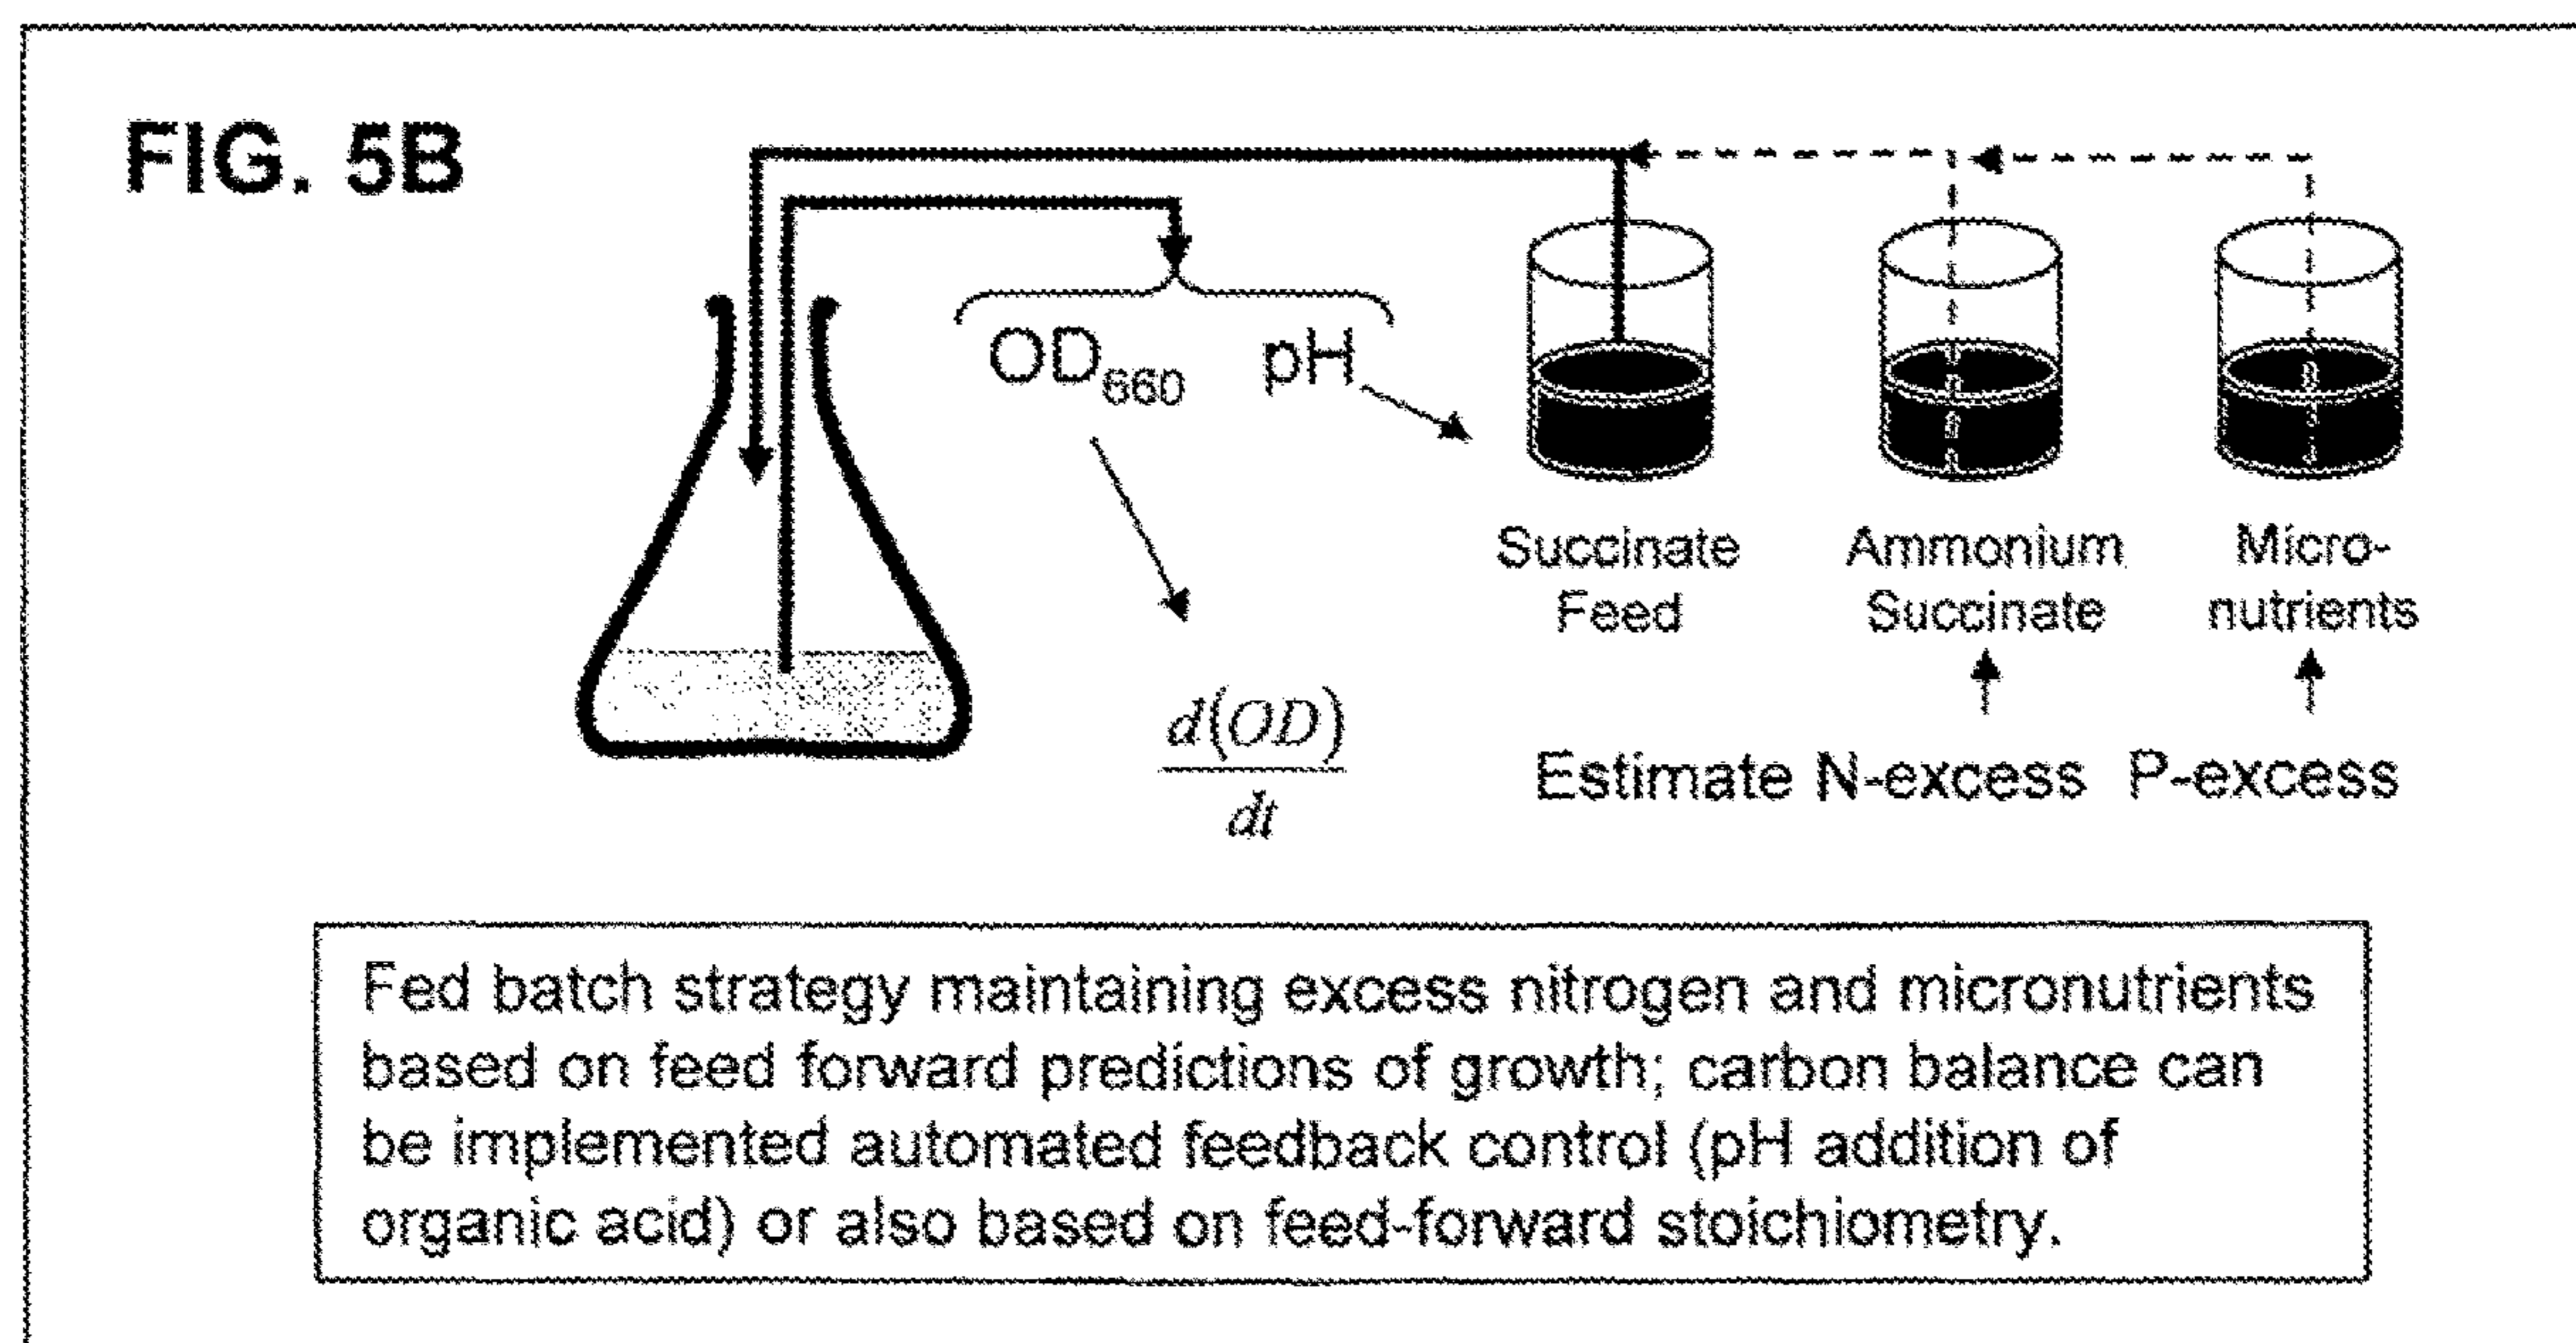 FIG. 5B
OD660 pH
Succinate
Feed
Ammonium
Succinate
Micro-
nutrients
d(OD)
dt
Estimate N-excess P-excess
Fed batch strategy maintaining excess nitrogen and micronutrients
based on feed forward predictions of growth; carbon balance can
be implemented automated feedback control (pH addition of
organic acid) or also based on feed-forward stoichiometry.